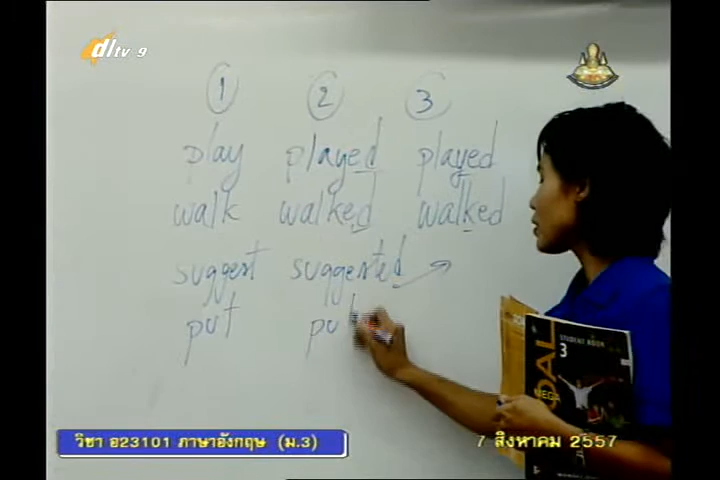 dltv 9
1 2 3
play played played
walk walked walked
suggest suggested
put pu
GOAL
3
STUDENT BOOK
MEGA
วิชา อ23101 ภาษาอังกฤษ (ม.3)
7 สิงหาคม 2557